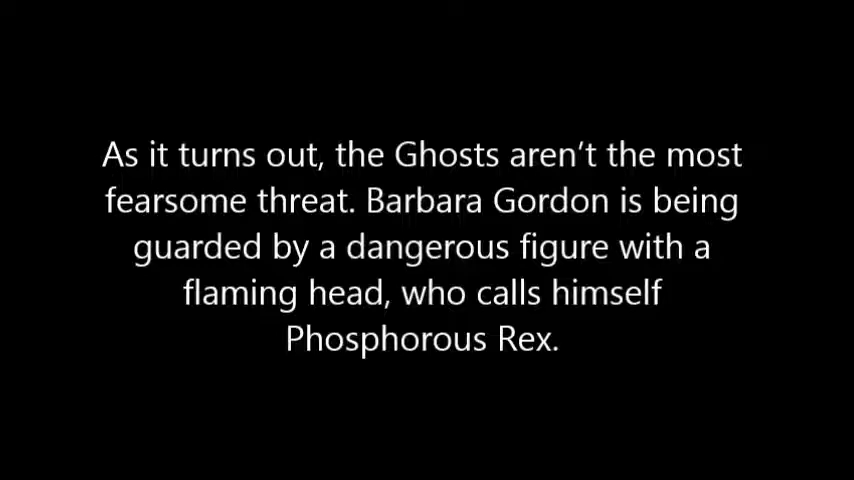 As it turns out, the Ghosts aren’t the most
fearsome threat. Barbara Gordon is being
guarded by a dangerous figure with a
flaming head, who calls himself
Phosphorous Rex.